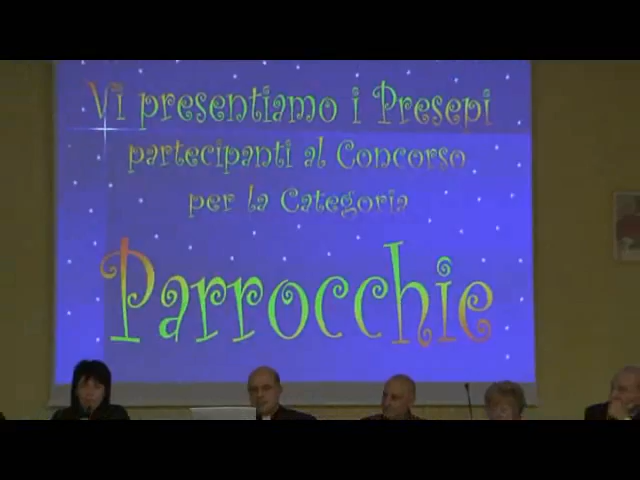 Vi presentiamo i Presepi
partecipanti al Concorso
per la Categoria
Parrocchie